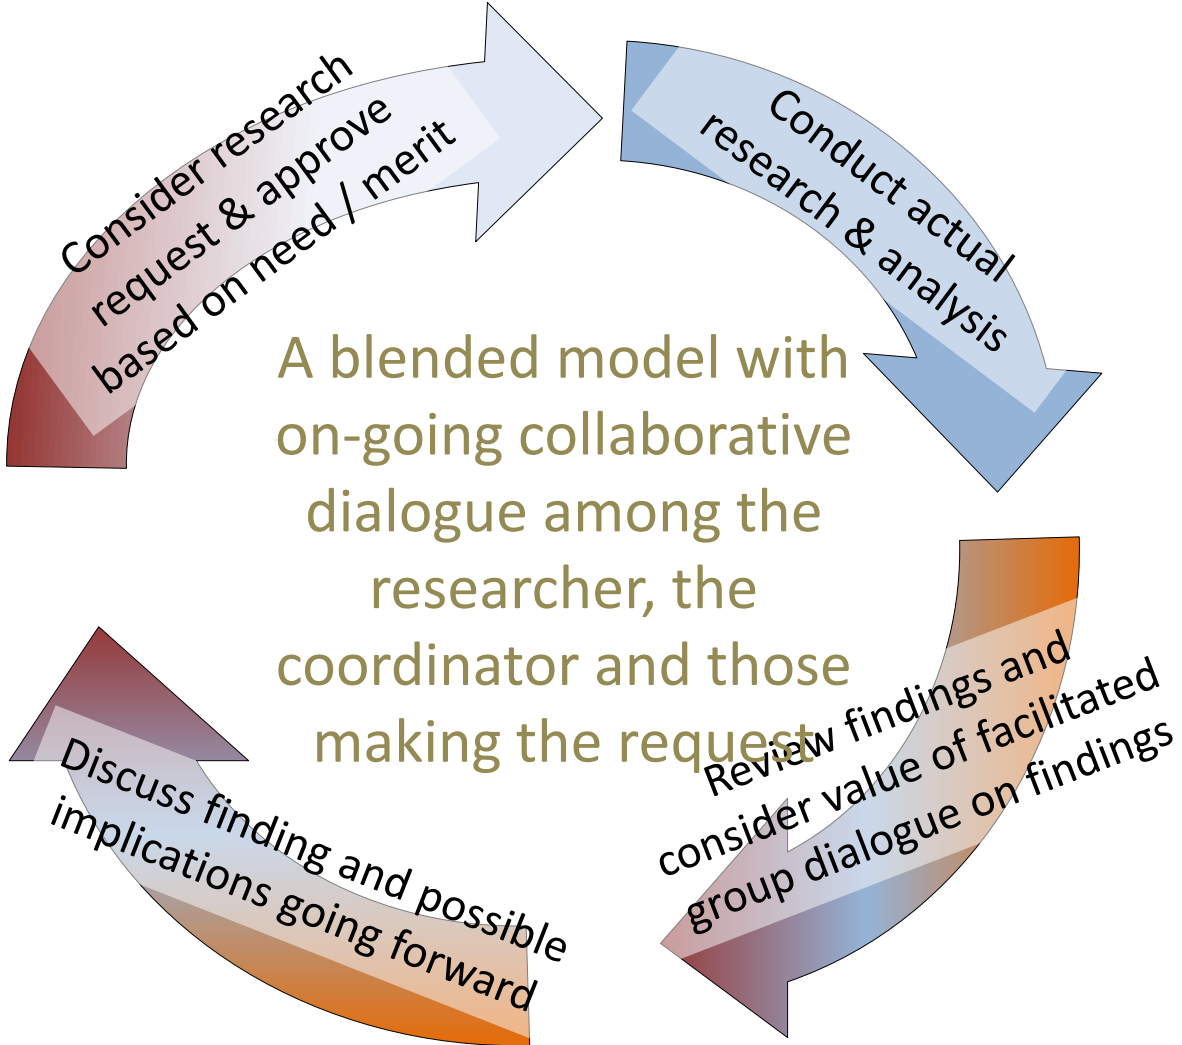 Consider research
request & approve
based on need / merit
Conduct actual
research & analysis
A blended model with
on-going collaborative
dialogue among the
researcher, the
coordinator and those
making the request
Review findings and
consider value of facilitated
group dialogue on findings
Discuss finding and possible
implications going forward